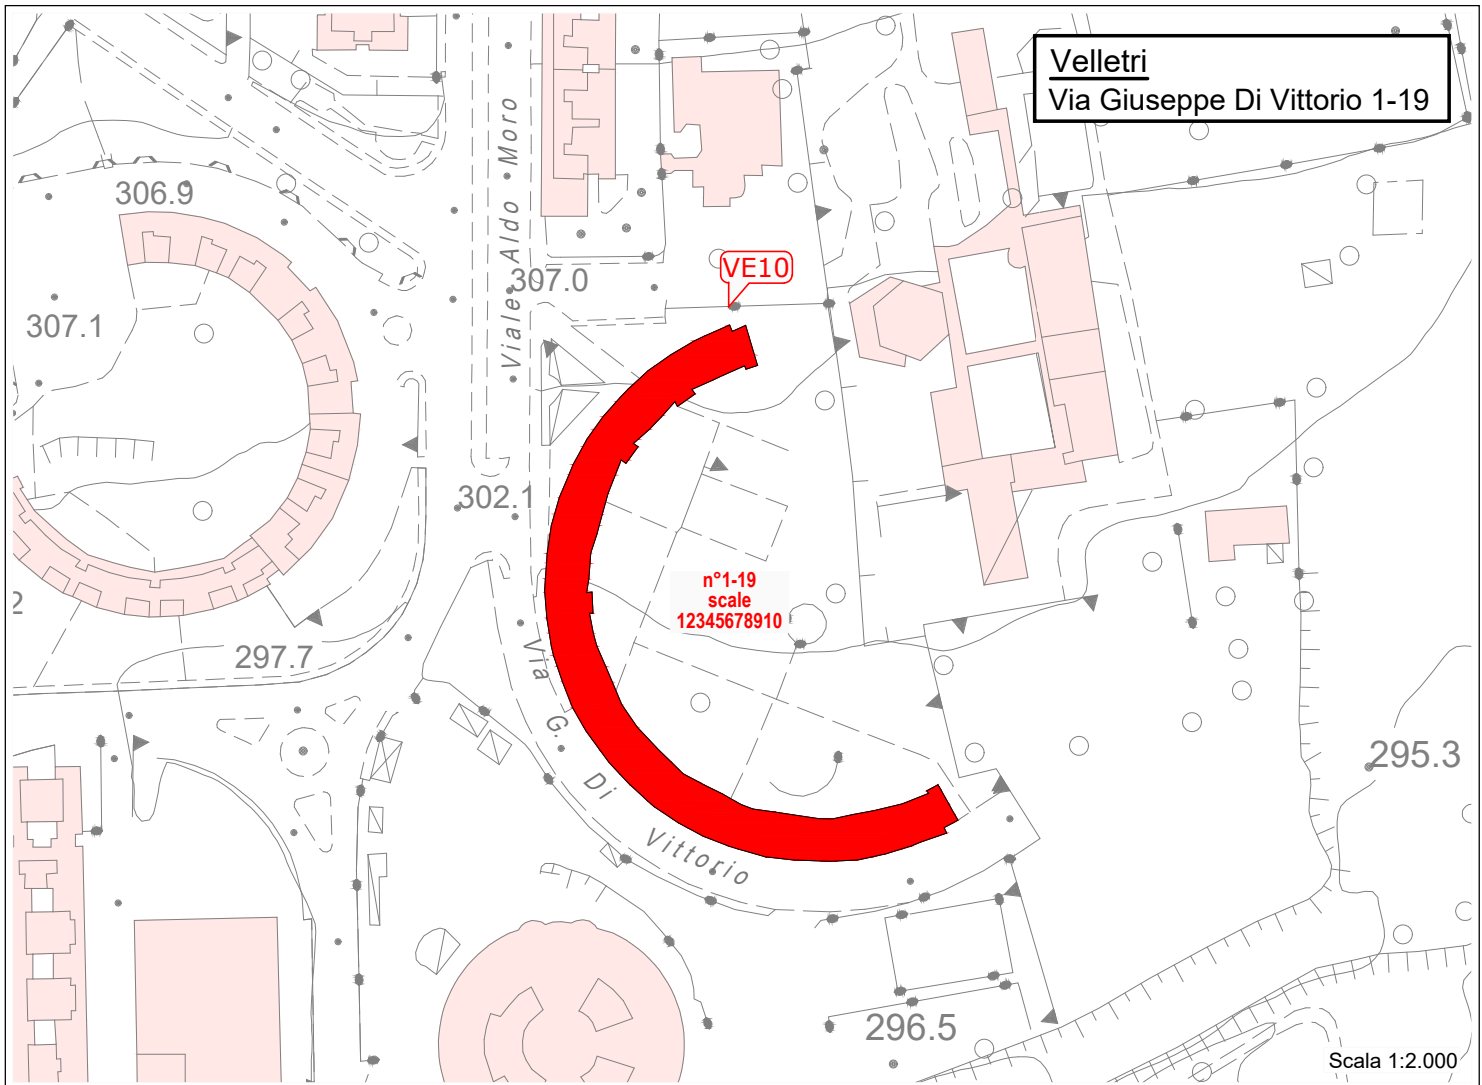 Velletri
Via Giuseppe Di Vittorio 1-19
306.9
Viale Aldo Moro
307.0
VE10
307.1
302.1
n°1-19
scale
12345678910
2
297.7
Via G. Di Vittorio
295.3
296.5
Scala 1:2.000